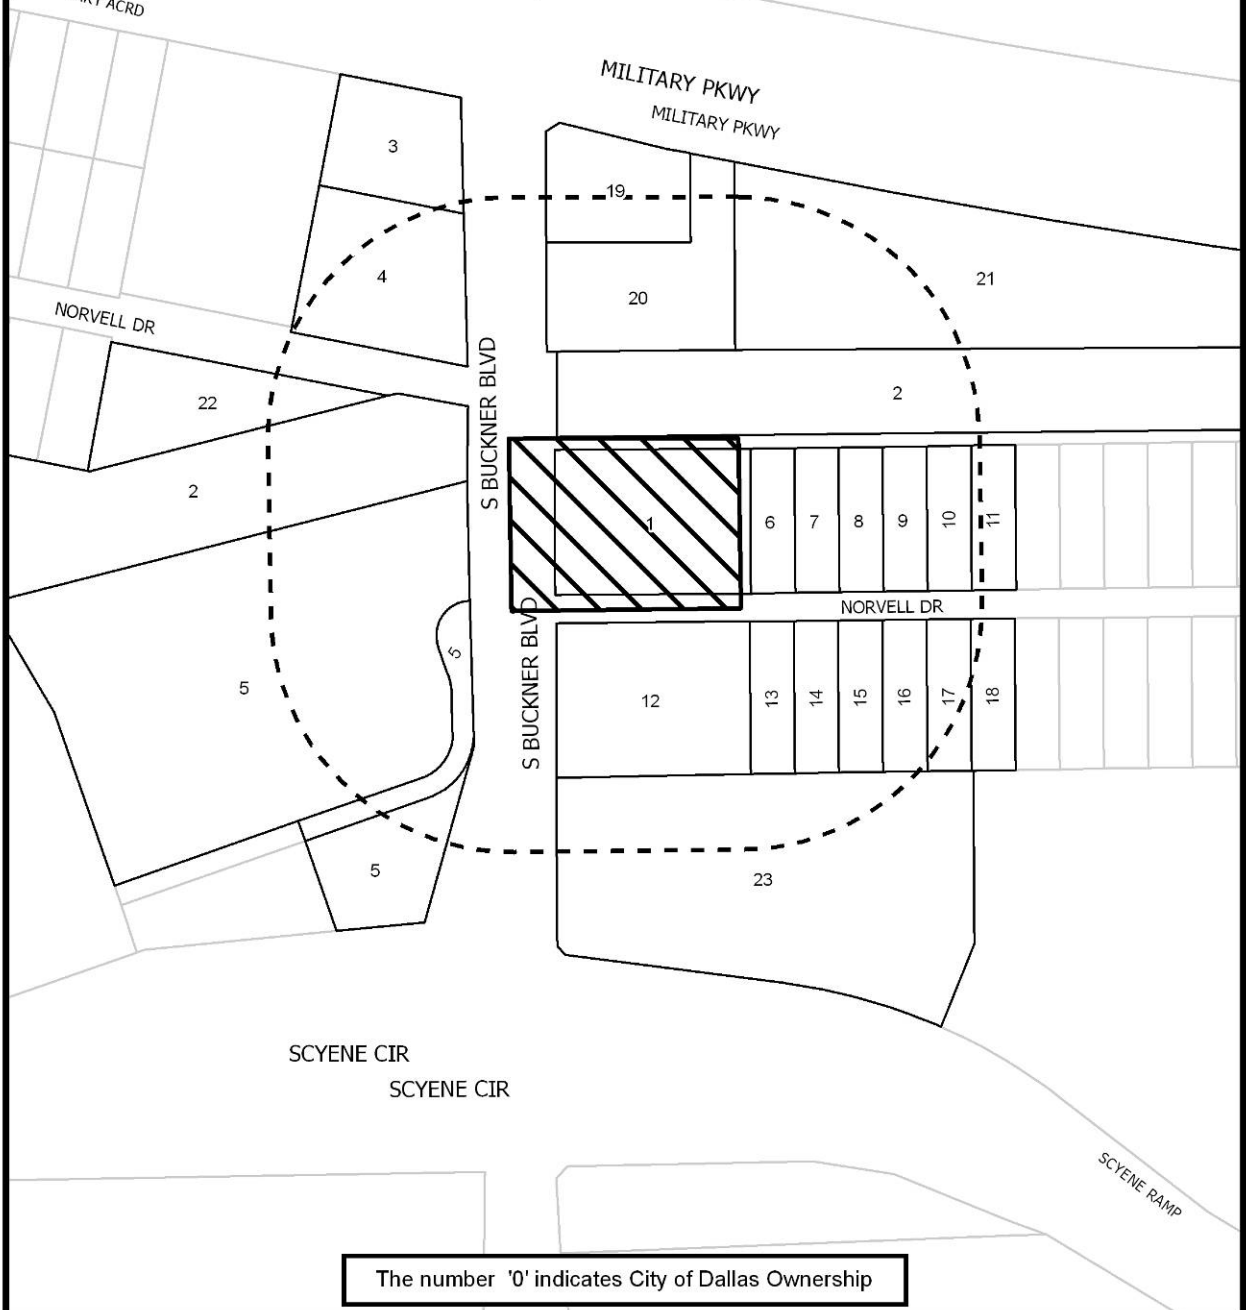 ACRD
MILITARY PKWY
MILITARY PKWY
3
19
4
20
21
NORVELL DR
S BUCKNER BLVD
22
2
2
1
6
7
8
9
10
11
NORVELL DR
S BUCKNER BLVD
5
5
12
13
14
15
16
17
18
5
23
SCYENE CIR
SCYENE CIR
SCYENE RAMP
The number '0' indicates City of Dallas Ownership